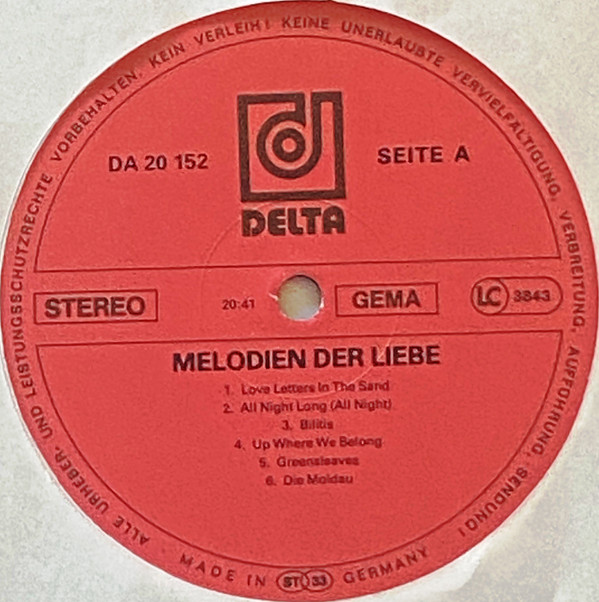 ALLE URHEBER- UND LEISTUNGSSCHUTZRECHTE VORBEHALTEN. KEIN VERLEIH! KEINE UNERLAUBTE VERVIELFÄLTIGUNG, VERBREITUNG, AUFFÜHRUNG, SENDUNG!
DA 20 152
SEITE A
DELTA
STEREO
20:41
GEMA
LC 3843
MELODIEN DER LIEBE
1. Love Letters In The Sand
2. All Night Long (All Night)
3. Bilitis
4. Up Where We Belong
5. Greensleaves
6. Die Moldau
· MADE IN ST 33 GERMANY ·